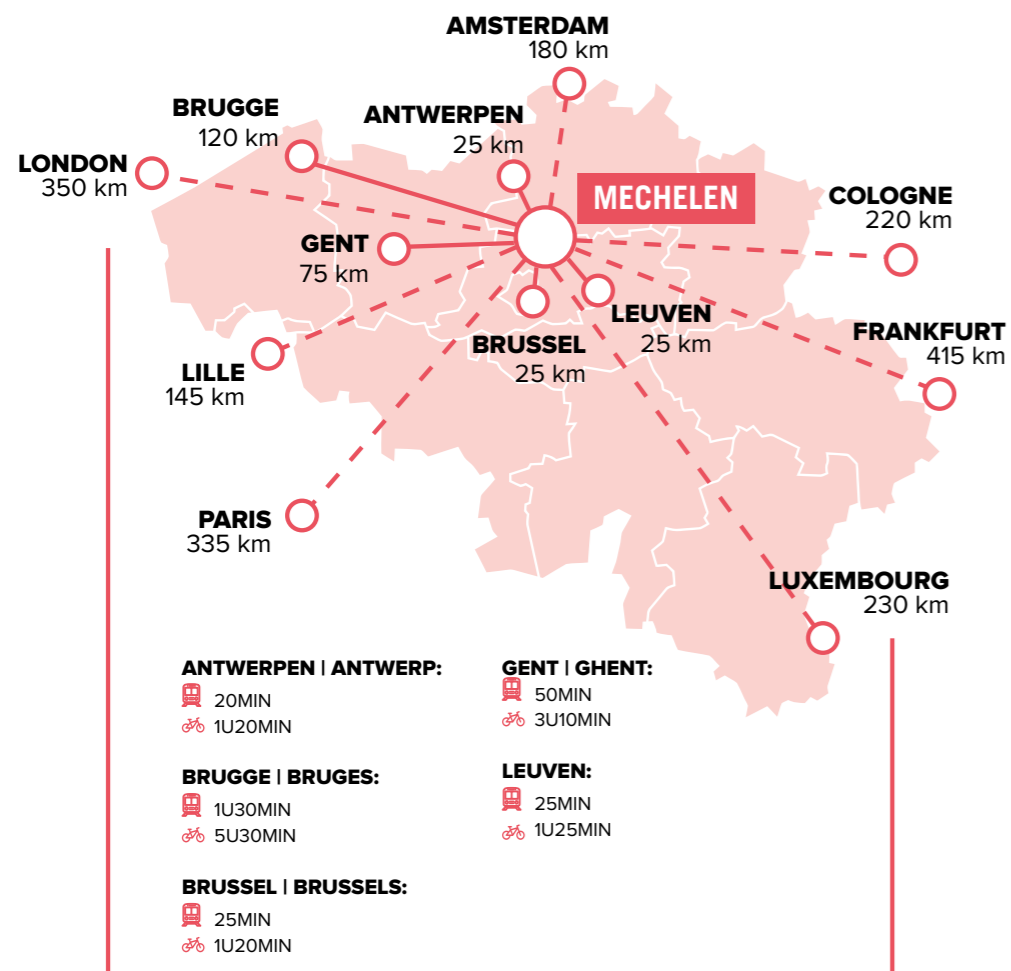 AMSTERDAM
180 km
BRUGGE
120 km
ANTWERPEN
25 km
LONDON
350 km
MECHELEN
COLOGNE
220 km
GENT
75 km
LEUVEN
25 km
BRUSSEL
25 km
FRANKFURT
415 km
LILLE
145 km
PARIS
335 km
LUXEMBOURG
230 km
ANTWERPEN | ANTWERP:
20MIN
1U20MIN
BRUGGE | BRUGES:
1U30MIN
5U30MIN
BRUSSEL | BRUSSELS:
25MIN
1U20MIN
GENT | GHENT:
50MIN
3U10MIN
LEUVEN:
25MIN
1U25MIN